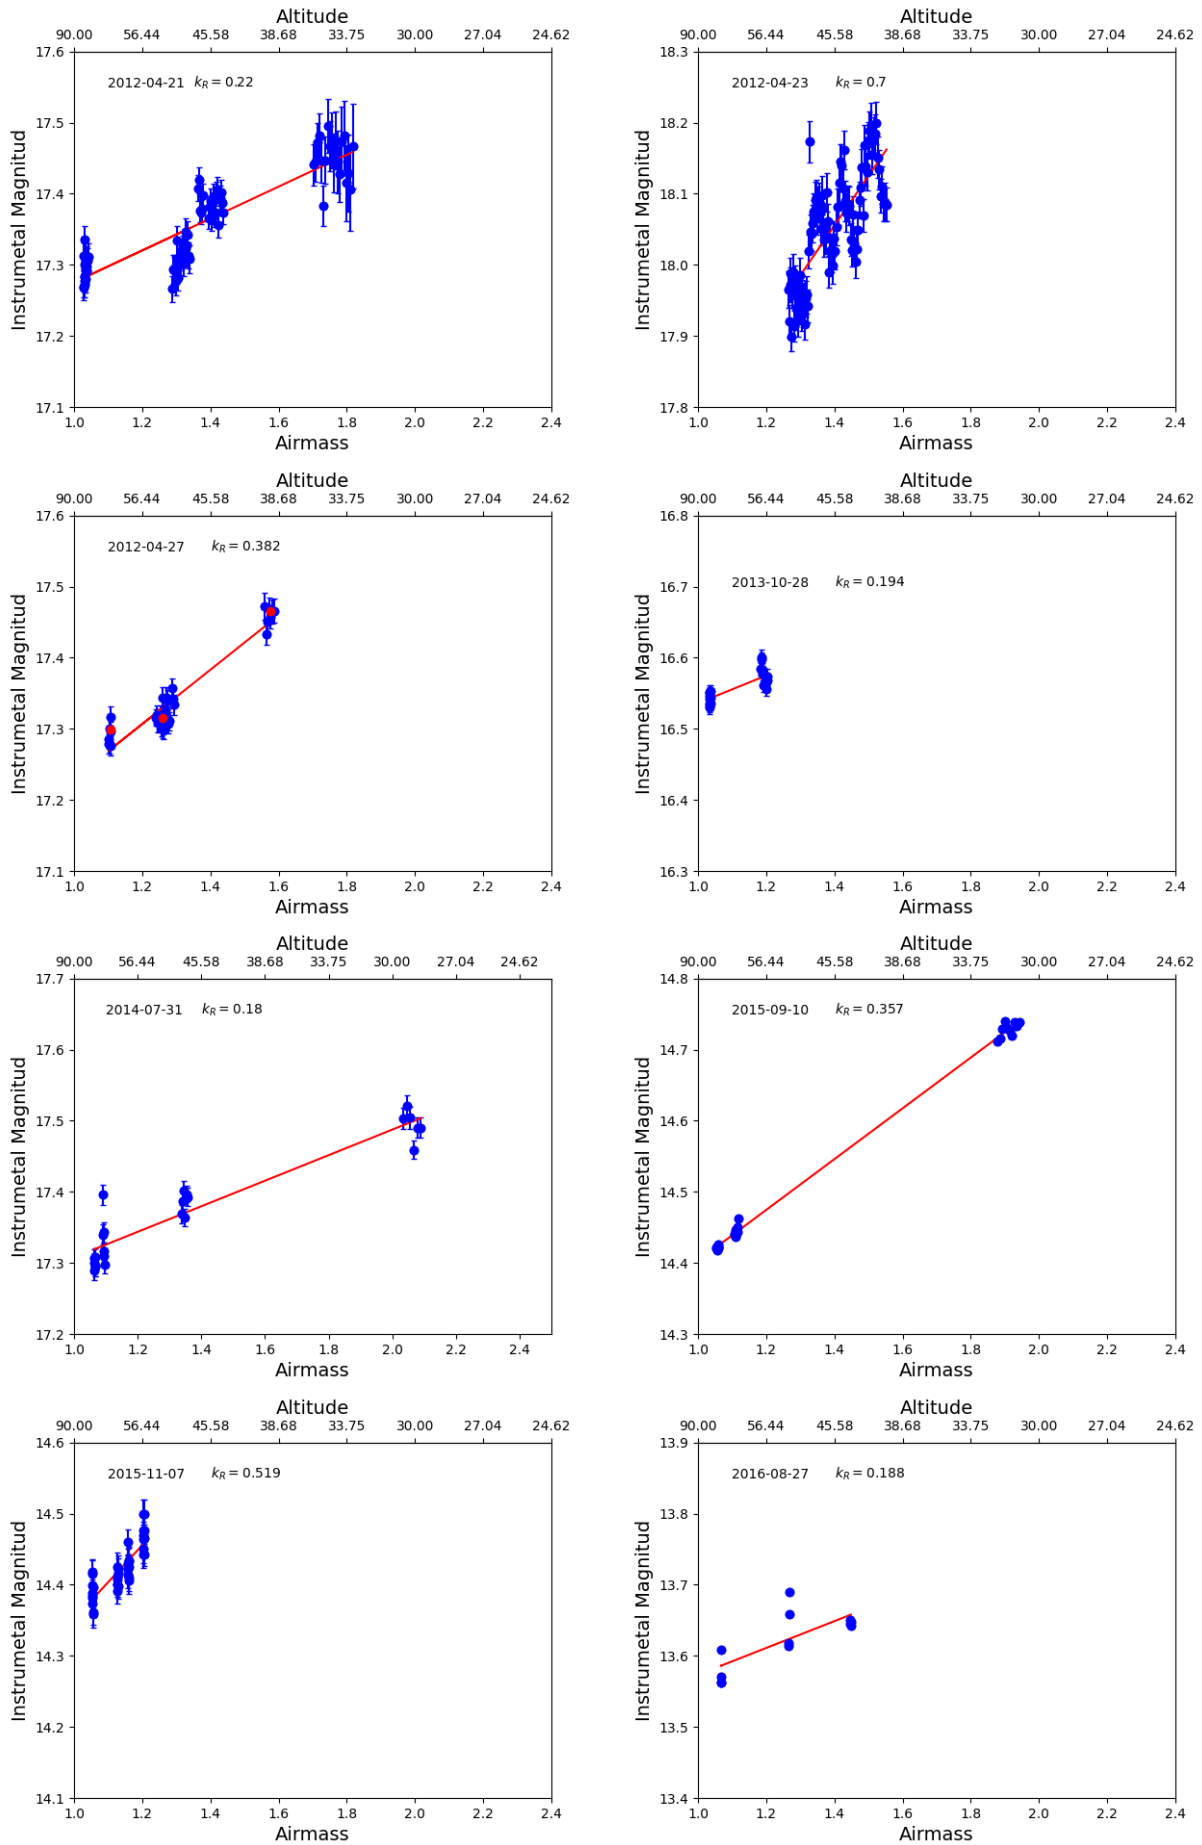 Altitude
90.00 56.44 45.58 38.68 33.75 30.00 27.04 24.62
17.6
17.5
17.4
17.3
17.2
17.1
2012-04-21 k_R = 0.22
Instrumetal Magnitud
1.0 1.2 1.4 1.6 1.8 2.0 2.2 2.4
Airmass
Altitude
90.00 56.44 45.58 38.68 33.75 30.00 27.04 24.62
18.3
18.2
18.1
18.0
17.9
17.8
2012-04-23 k_R = 0.7
Instrumetal Magnitud
1.0 1.2 1.4 1.6 1.8 2.0 2.2 2.4
Airmass
Altitude
90.00 56.44 45.58 38.68 33.75 30.00 27.04 24.62
17.6
17.5
17.4
17.3
17.2
17.1
2012-04-27 k_R = 0.382
Instrumetal Magnitud
1.0 1.2 1.4 1.6 1.8 2.0 2.2 2.4
Airmass
Altitude
90.00 56.44 45.58 38.68 33.75 30.00 27.04 24.62
16.8
16.7
16.6
16.5
16.4
16.3
2013-10-28 k_R = 0.194
Instrumetal Magnitud
1.0 1.2 1.4 1.6 1.8 2.0 2.2 2.4
Airmass
Altitude
90.00 56.44 45.58 38.68 33.75 30.00 27.04 24.62
17.7
17.6
17.5
17.4
17.3
17.2
2014-07-31 k_R = 0.18
Instrumetal Magnitud
1.0 1.2 1.4 1.6 1.8 2.0 2.2 2.4
Airmass
Altitude
90.00 56.44 45.58 38.68 33.75 30.00 27.04 24.62
14.8
14.7
14.6
14.5
14.4
14.3
2015-09-10 k_R = 0.357
Instrumetal Magnitud
1.0 1.2 1.4 1.6 1.8 2.0 2.2 2.4
Airmass
Altitude
90.00 56.44 45.58 38.68 33.75 30.00 27.04 24.62
14.6
14.5
14.4
14.3
14.2
14.1
2015-11-07 k_R = 0.519
Instrumetal Magnitud
1.0 1.2 1.4 1.6 1.8 2.0 2.2 2.4
Airmass
Altitude
90.00 56.44 45.58 38.68 33.75 30.00 27.04 24.62
13.9
13.8
13.7
13.6
13.5
13.4
2016-08-27 k_R = 0.188
Instrumetal Magnitud
1.0 1.2 1.4 1.6 1.8 2.0 2.2 2.4
Airmass